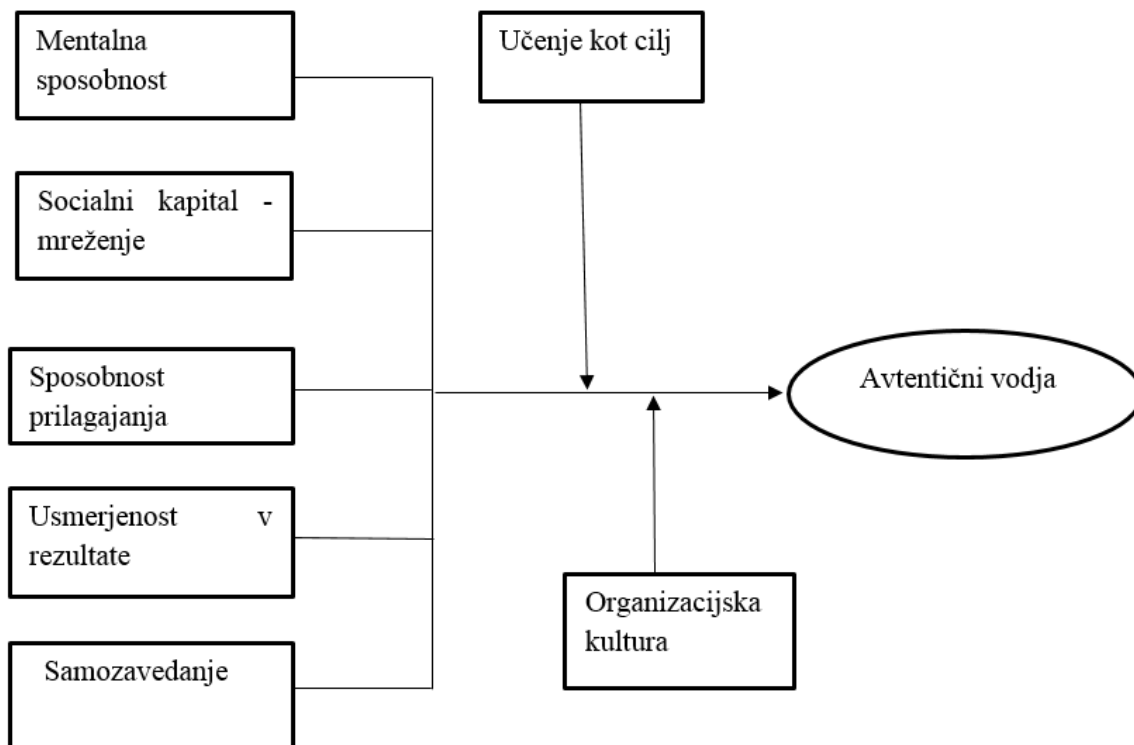 Mentalna
sposobnost
Učenje kot cilj
Socialni kapital -
mreženje
Sposobnost
prilagajanja
Avtentični vodja
Usmerjenost v
rezultate
Organizacijska
kultura
Samozavedanje